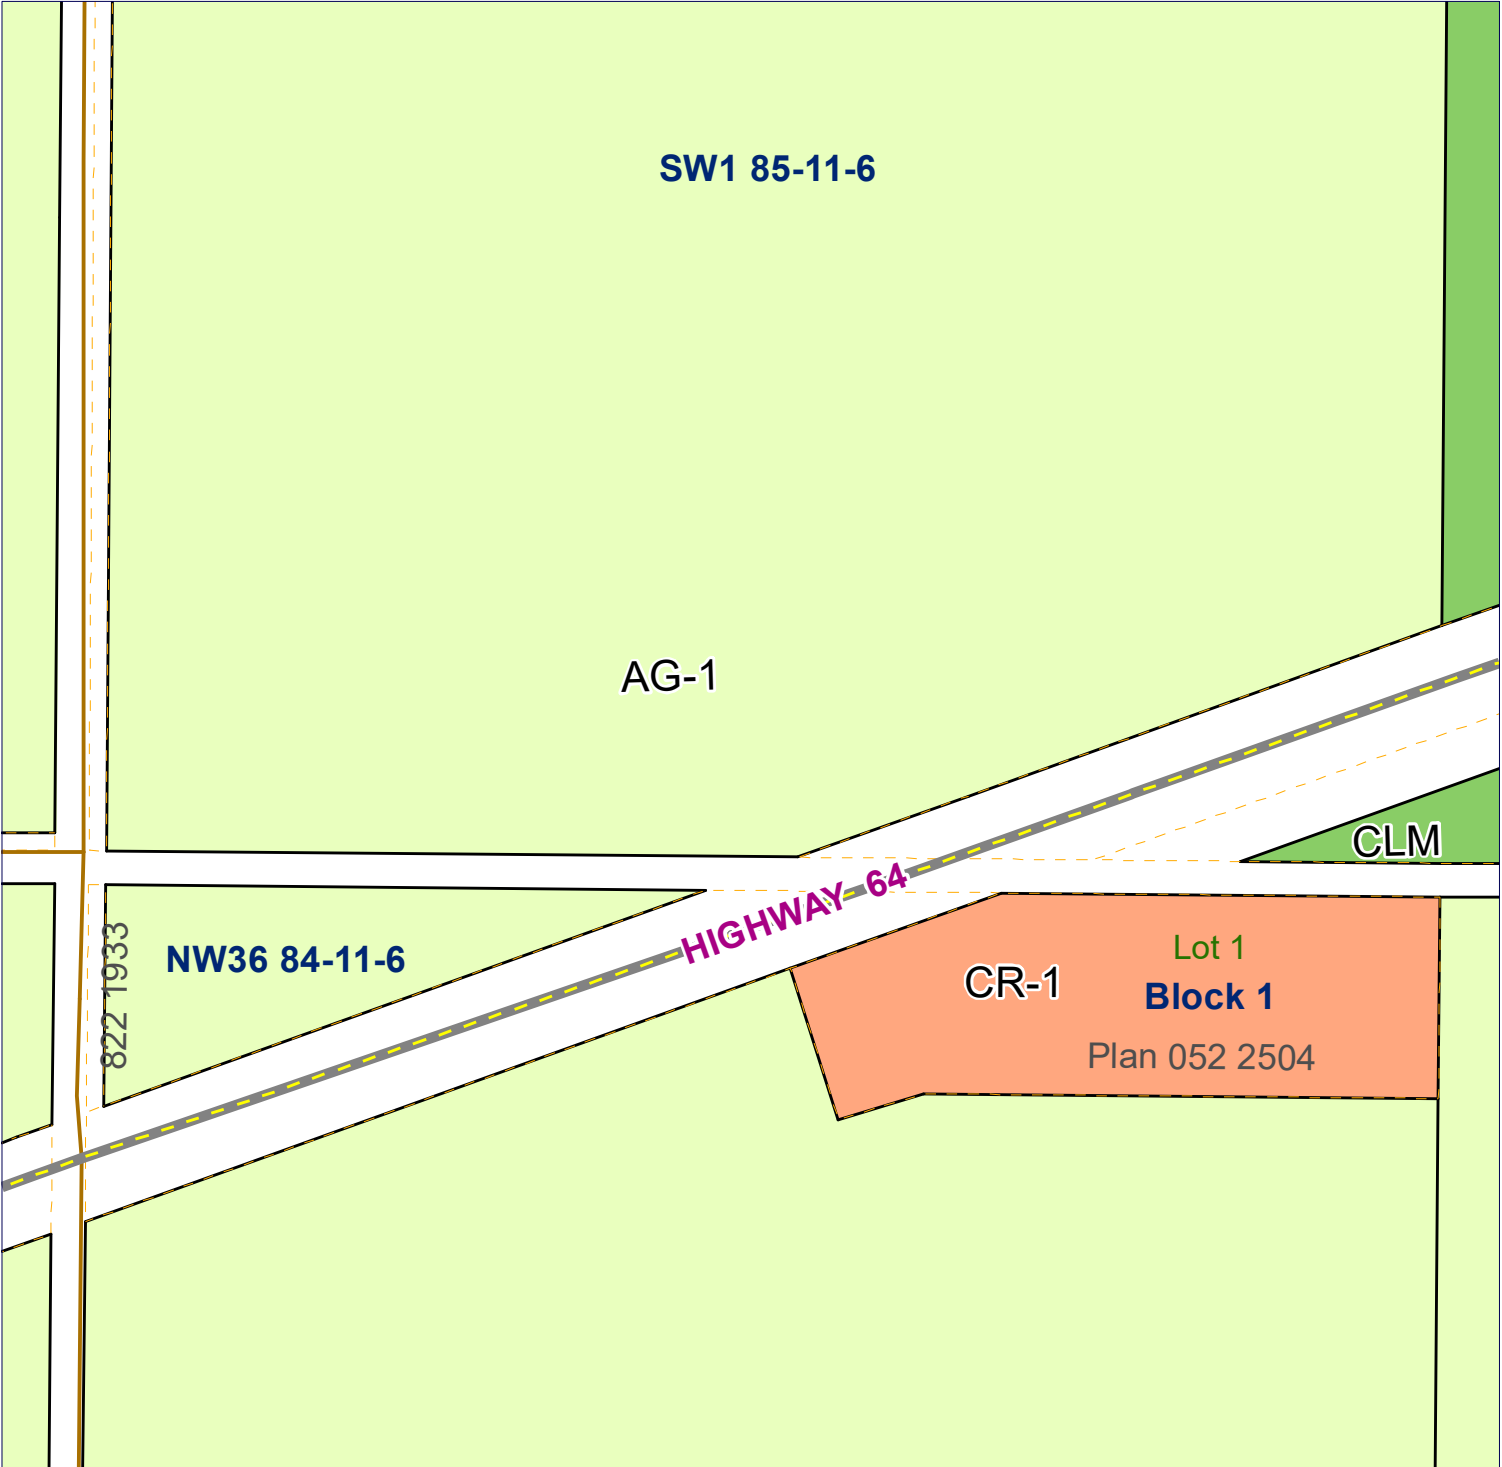 SW1 85-11-6
AG-1
CLM
HIGHWAY 64
Lot 1
NW36 84-11-6
CR-1
Block 1
822 1933
Plan 052 2504